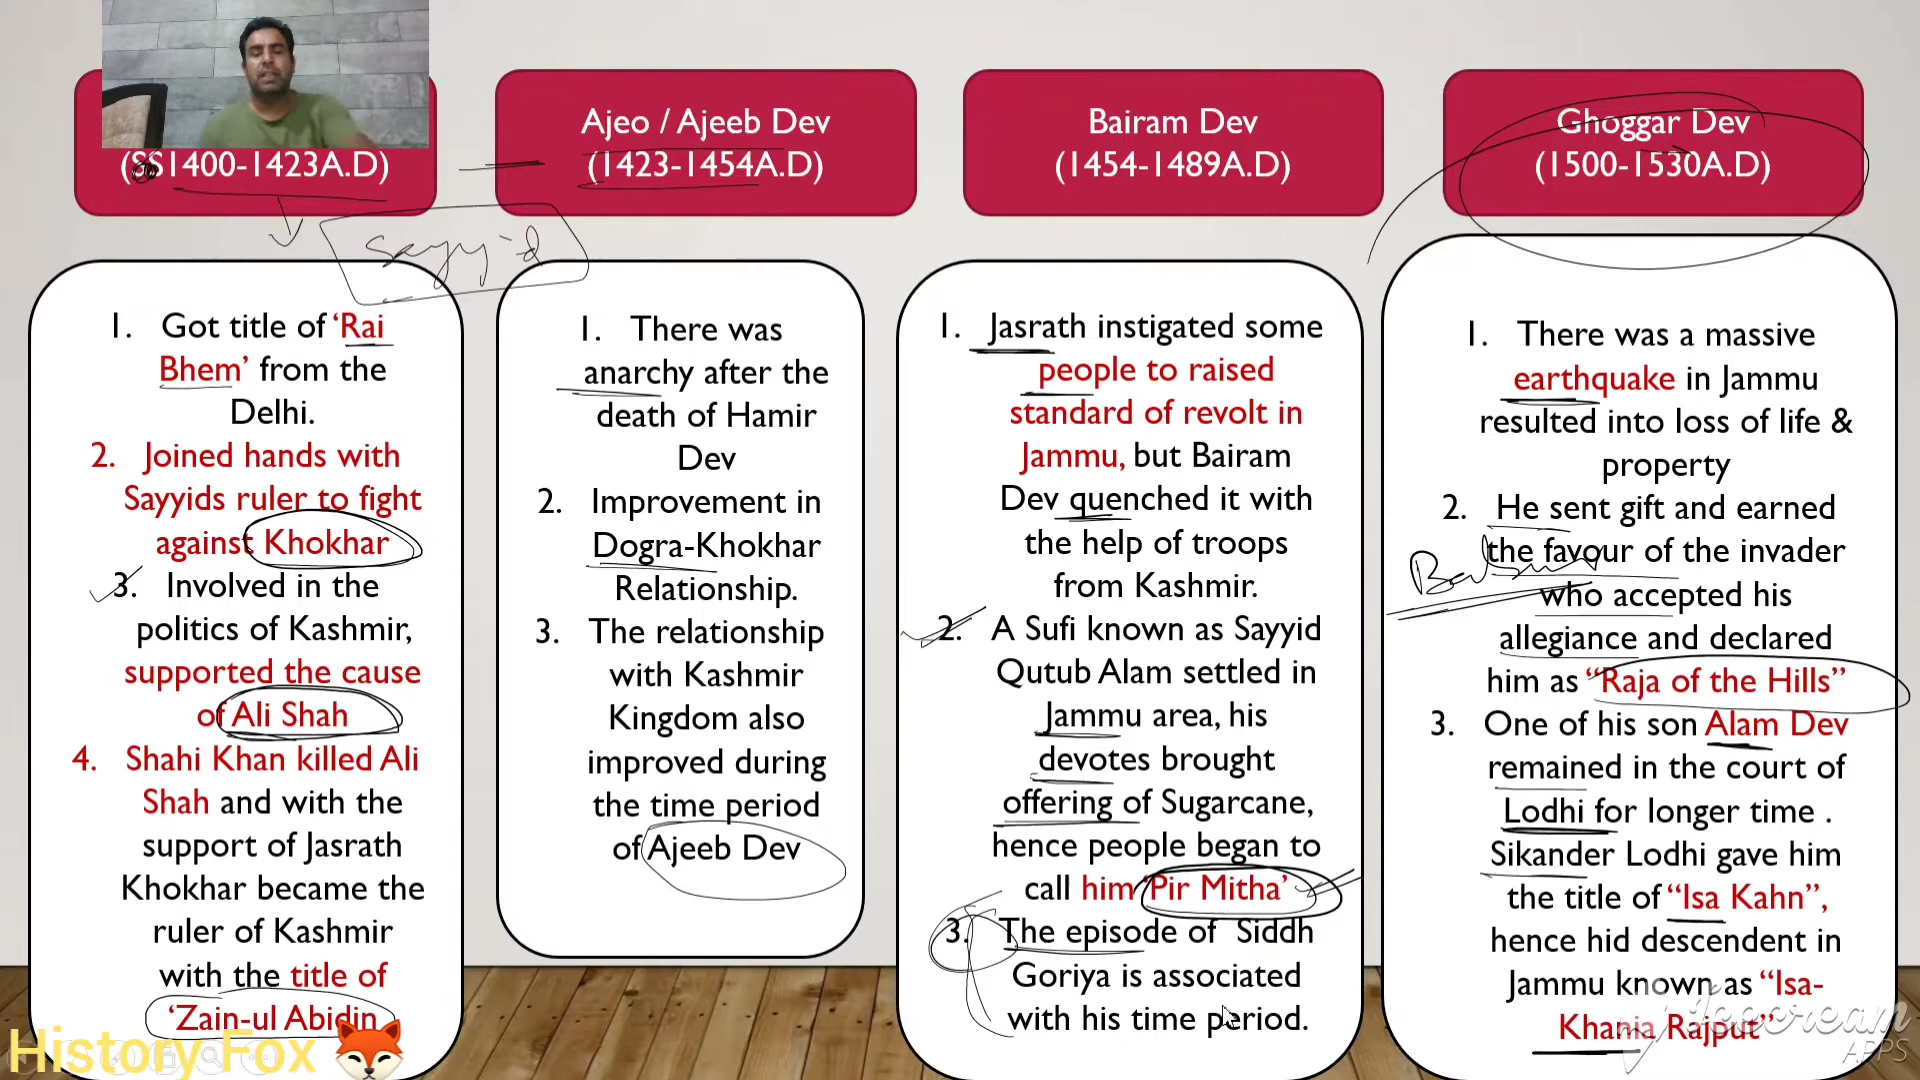 (SS1400-1423A.D)
Ajeo / Ajeeb Dev
(1423-1454A.D)
Bairam Dev
(1454-1489A.D)
Ghoggar Dev
(1500-1530A.D)
Sayyid
1. Got title of ‘Rai
Bhem’ from the
Delhi.
2. Joined hands with
Sayyids ruler to fight
against Khokhar
3. Involved in the
politics of Kashmir,
supported the cause
of Ali Shah
4. Shahi Khan killed Ali
Shah and with the
support of Jasrath
Khokhar became the
ruler of Kashmir
with the title of
‘Zain-ul Abidin
1. There was
anarchy after the
death of Hamir
Dev
2. Improvement in
Dogra-Khokhar
Relationship.
3. The relationship
with Kashmir
Kingdom also
improved during
the time period
of Ajeeb Dev
1. Jasrath instigated some
people to raised
standard of revolt in
Jammu, but Bairam
Dev quenched it with
the help of troops
from Kashmir.
2. A Sufi known as Sayyid
Qutub Alam settled in
Jammu area, his
devotes brought
offering of Sugarcane,
hence people began to
call him ‘Pir Mitha’
3. The episode of Siddh
Goriya is associated
with his time period.
1. There was a massive
earthquake in Jammu
resulted into loss of life &
property
2. He sent gift and earned
the favour of the invader
who accepted his
allegiance and declared
him as “Raja of the Hills”
3. One of his son Alam Dev
remained in the court of
Lodhi for longer time .
Sikander Lodhi gave him
the title of “Isa Kahn”,
hence hid descendent in
Jammu known as “Isa-
Khania Rajput”
History Fox
Icecream
APPS